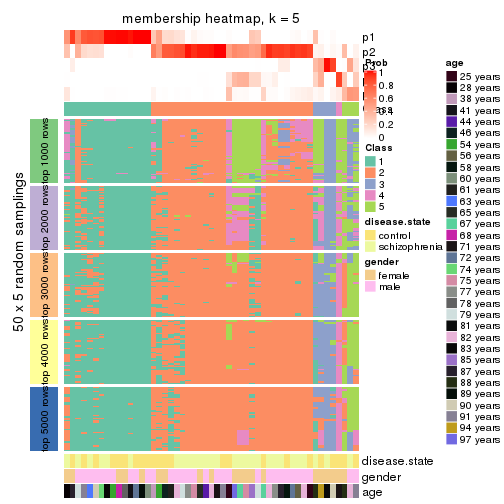 membership heatmap, k = 5
p1
p2
p3
Prob
1
0.8
0.6
0.4
0.2
0
Class
1
2
3
4
5
disease.state
control
schizophrenia
gender
female
male
age
25 years
28 years
38 years
41 years
44 years
46 years
54 years
56 years
58 years
60 years
61 years
63 years
65 years
67 years
68 years
71 years
72 years
74 years
75 years
77 years
78 years
79 years
81 years
82 years
83 years
85 years
87 years
88 years
89 years
90 years
91 years
94 years
97 years
50 x 5 random samplings
top 1000 rows
top 2000 rows
top 3000 rows
top 4000 rows
top 5000 rows
disease.state
gender
age